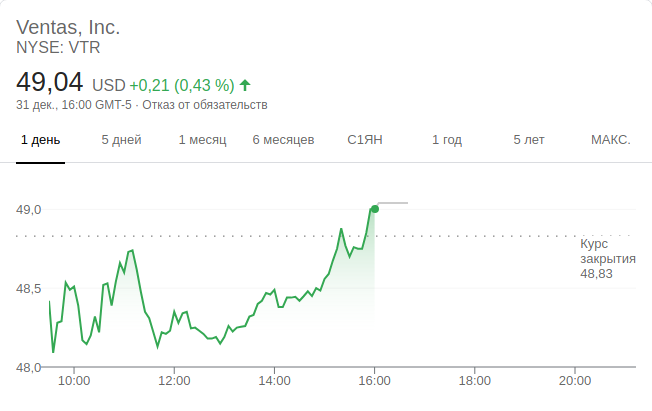 Ventas, Inc.
NYSE: VTR
49,04 USD +0,21 (0,43 %)
31 дек., 16:00 GMT-5 · Отказ от обязательств
1 день 5 дней 1 месяц 6 месяцев С1ЯН 1 год 5 лет МАКС.
49,0
Курс
закрытия
48,83
48,5
48,0
10:00 12:00 14:00 16:00 18:00 20:00